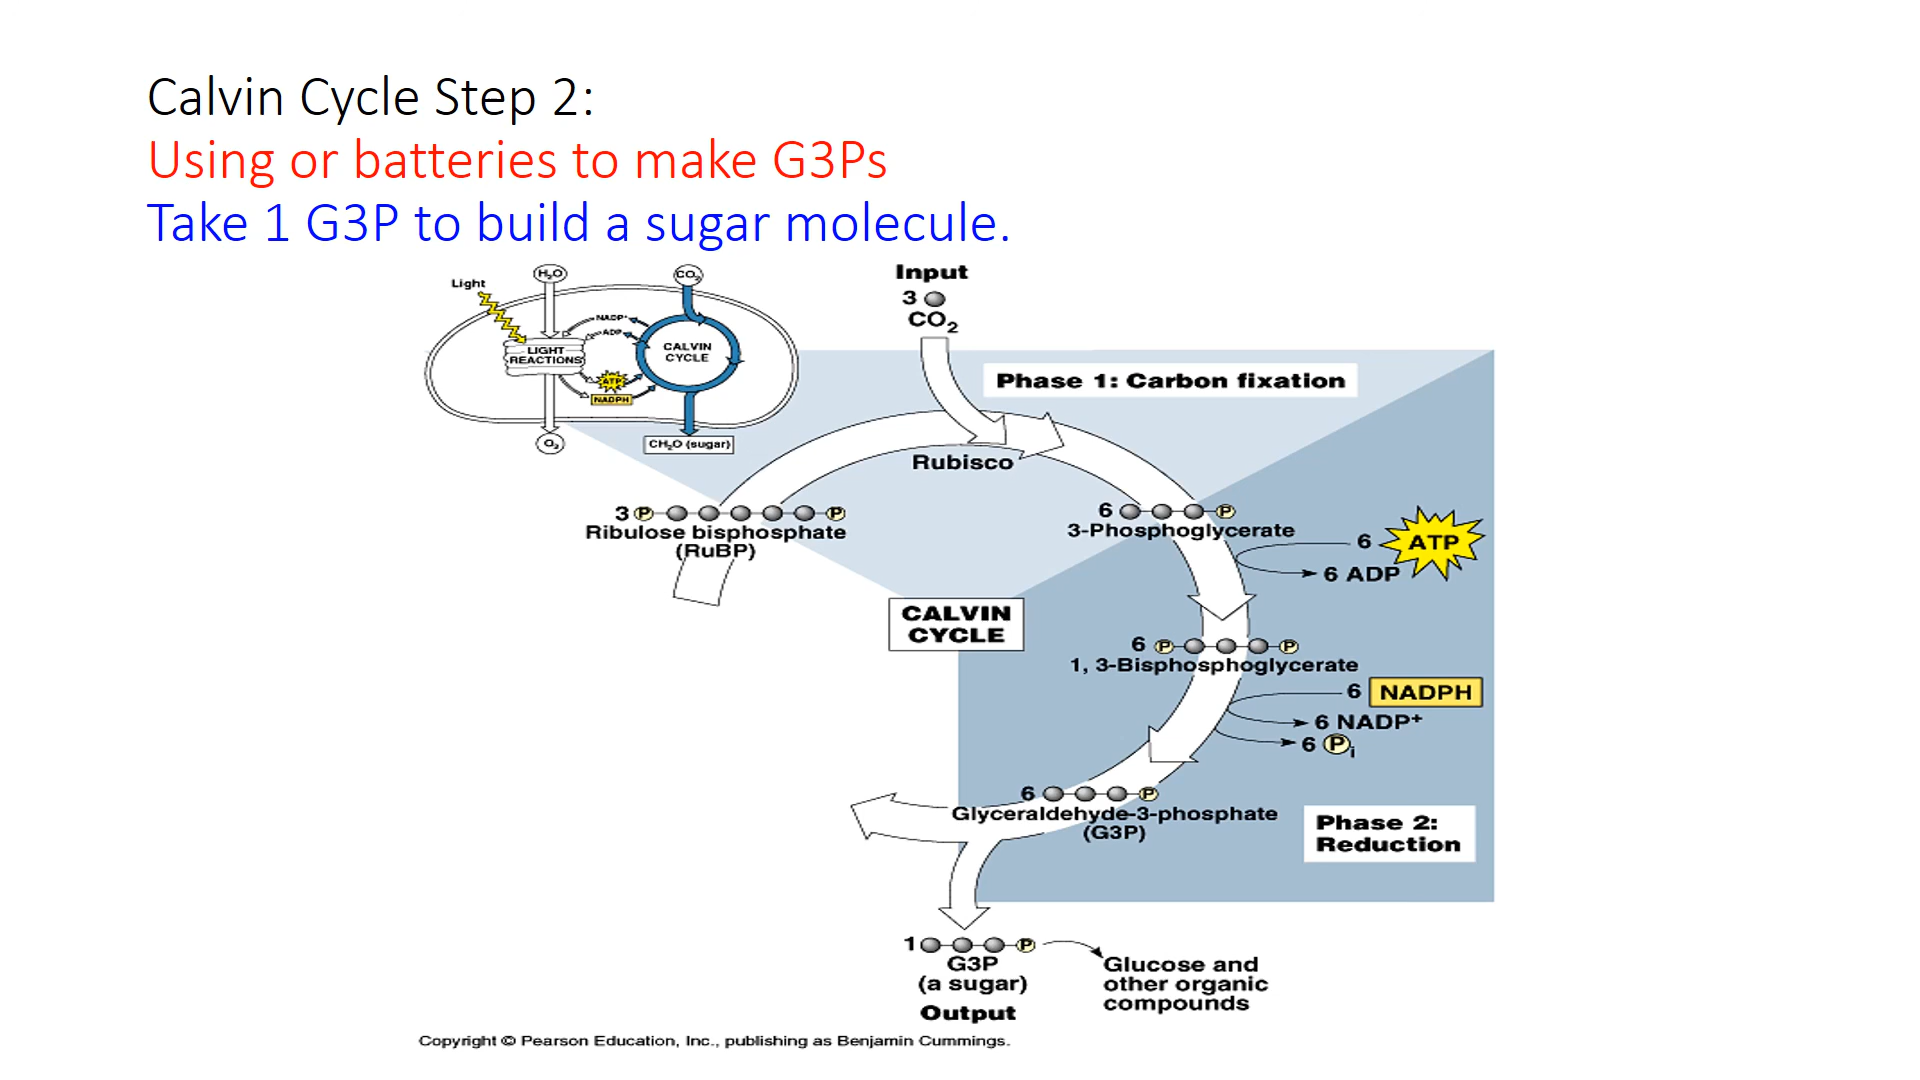 Calvin Cycle Step 2:
Using or batteries to make G3Ps
Take 1 G3P to build a sugar molecule.
Light
H₂O
CO₂
NADP⁺
ADP
LIGHT
REACTIONS
CALVIN
CYCLE
ATP
NADPH
O₂
CH₂O (sugar)
Input
3
CO₂
Phase 1: Carbon fixation
Rubisco
3 P P
Ribulose bisphosphate
(RuBP)
6 P
3-Phosphoglycerate
6 ATP
6 ADP
CALVIN
CYCLE
6 P P
1, 3-Bisphosphoglycerate
6 NADPH
6 NADP⁺
6 Pᵢ
6 P
Glyceraldehyde-3-phosphate
(G3P)
Phase 2:
Reduction
1 P
G3P
(a sugar)
Output
Glucose and
other organic
compounds
Copyright © Pearson Education, Inc., publishing as Benjamin Cummings.